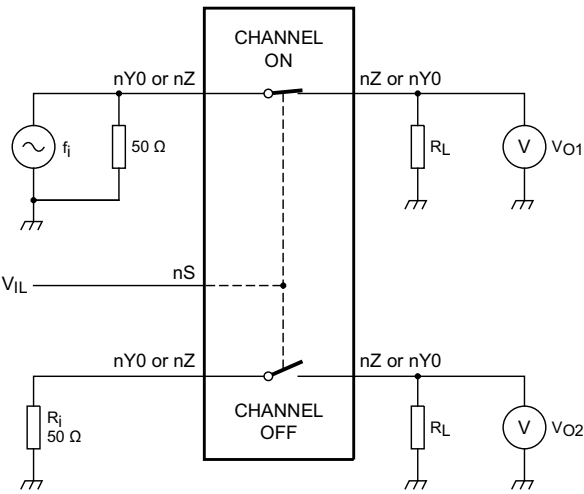 CHANNEL
ON
nY0 or nZ
nZ or nY0
fi
50 Ω
RL
V
VO1
nS
VIL
nY0 or nZ
nZ or nY0
Ri
50 Ω
CHANNEL
OFF
RL
V
VO2